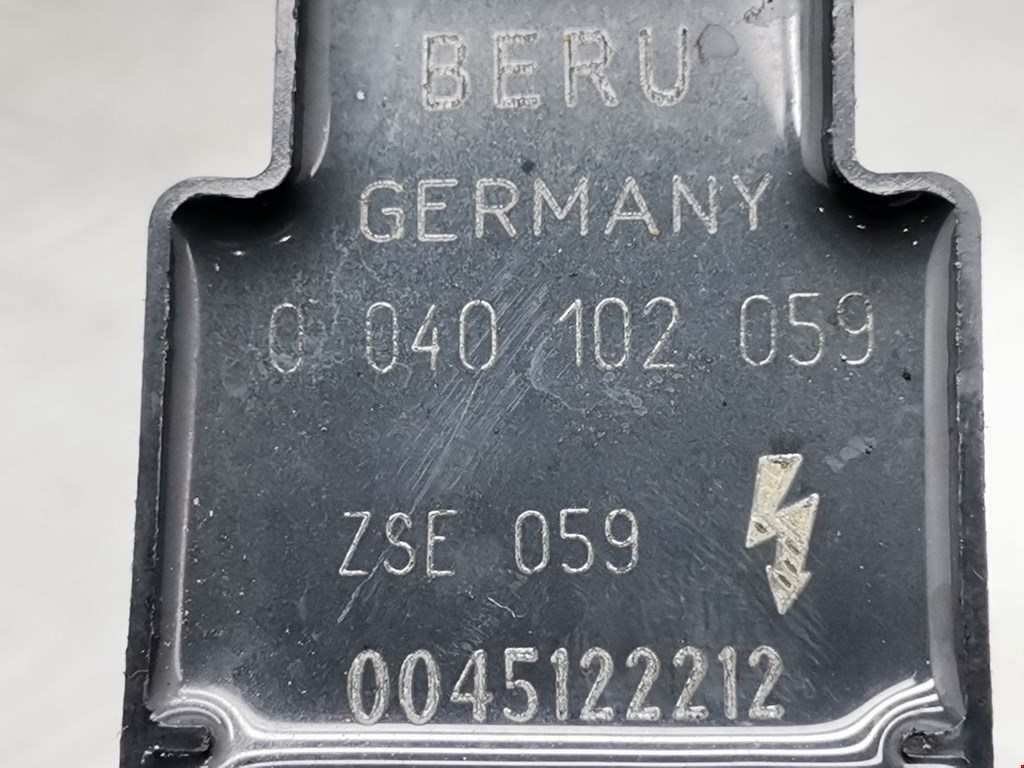 BERU
GERMANY
0 040 102 059
ZSE 059
0045122212